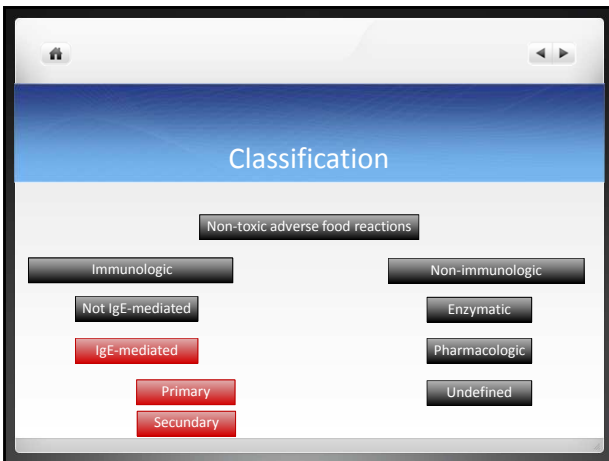 Classification
Non-toxic adverse food reactions
Immunologic
Non-immunologic
Not IgE-mediated
Enzymatic
IgE-mediated
Pharmacologic
Primary
Undefined
Secundary